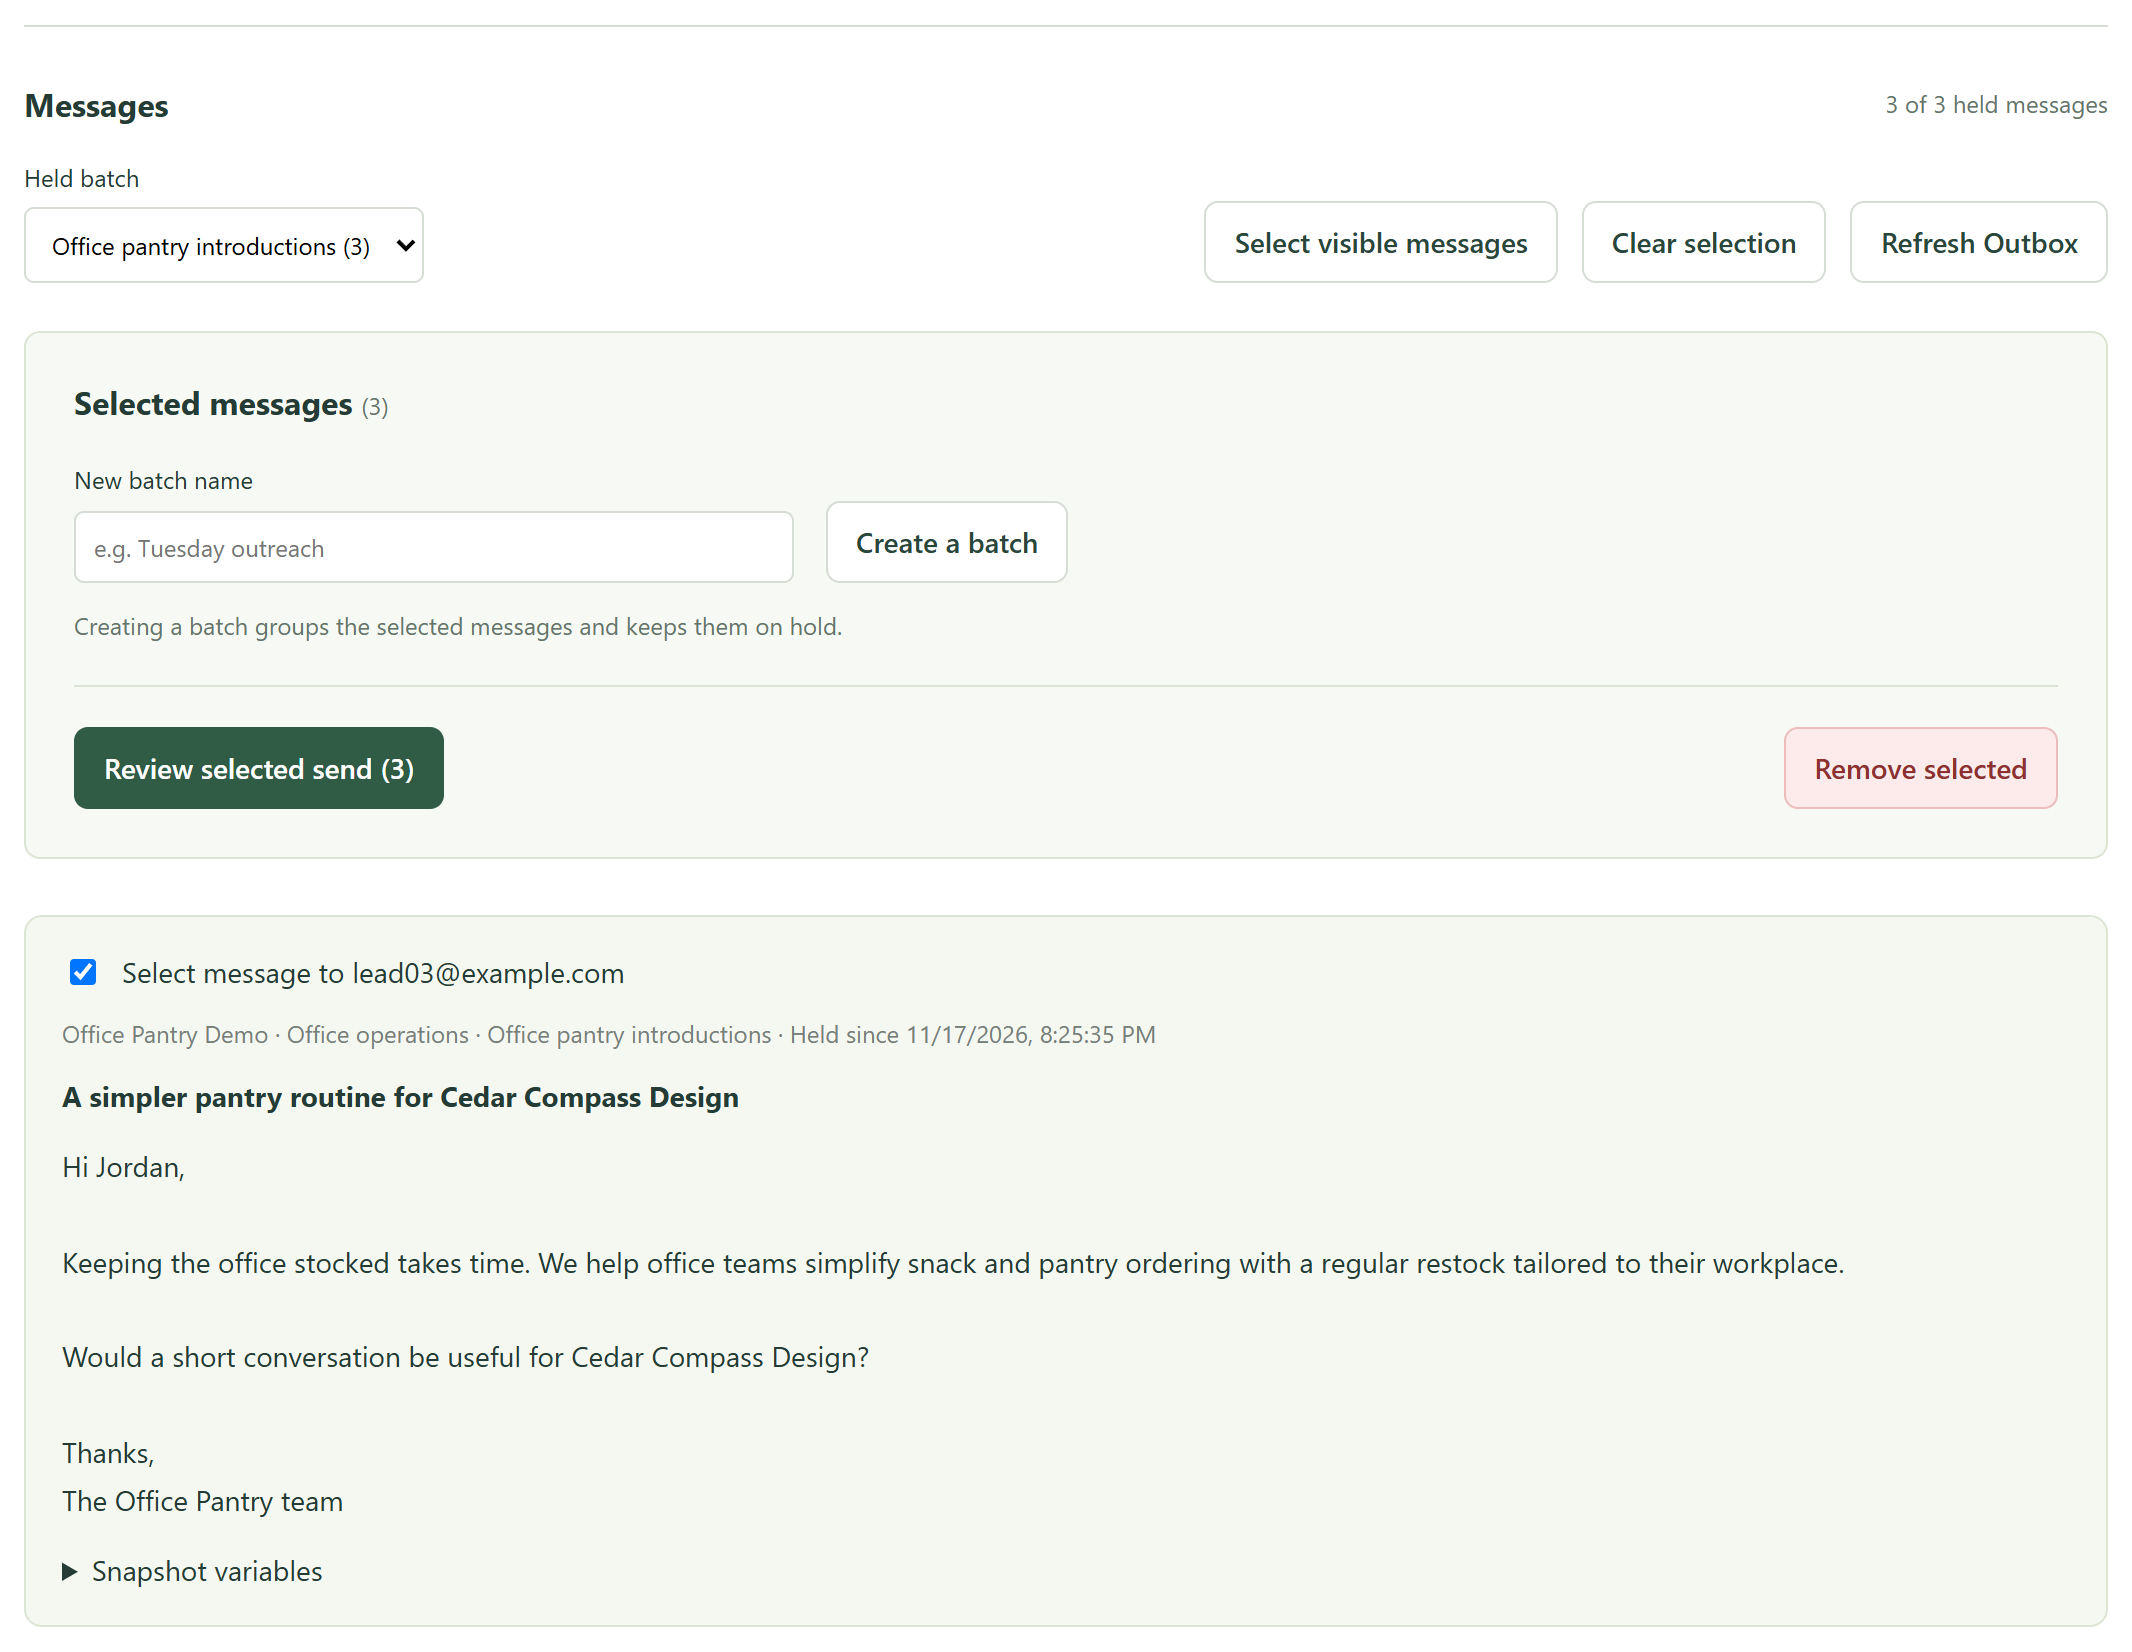 Messages
3 of 3 held messages
Held batch
Office pantry introductions (3)
Select visible messages
Clear selection
Refresh Outbox
Selected messages (3)
New batch name
e.g. Tuesday outreach
Create a batch
Creating a batch groups the selected messages and keeps them on hold.
Review selected send (3)
Remove selected
Select message to lead03@example.com
Office Pantry Demo · Office operations · Office pantry introductions · Held since 11/17/2026, 8:25:35 PM
A simpler pantry routine for Cedar Compass Design
Hi Jordan,
Keeping the office stocked takes time. We help office teams simplify snack and pantry ordering with a regular restock tailored to their workplace.
Would a short conversation be useful for Cedar Compass Design?
Thanks,
The Office Pantry team
Snapshot variables